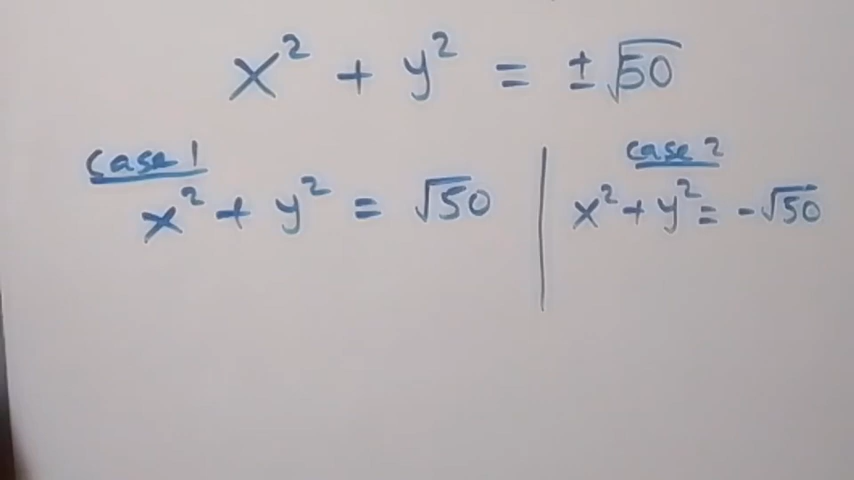 x² + y² = ±√50
Case 1
x² + y² = √50
Case 2
x² + y² = -√50